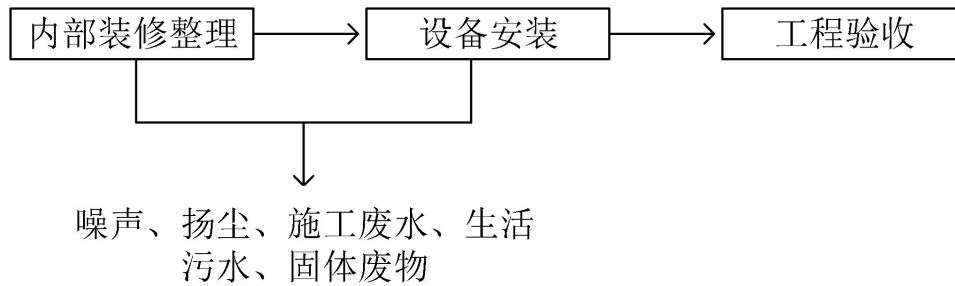 内部装修整理
设备安装
工程验收
噪声、扬尘、施工废水、生活
污水、固体废物